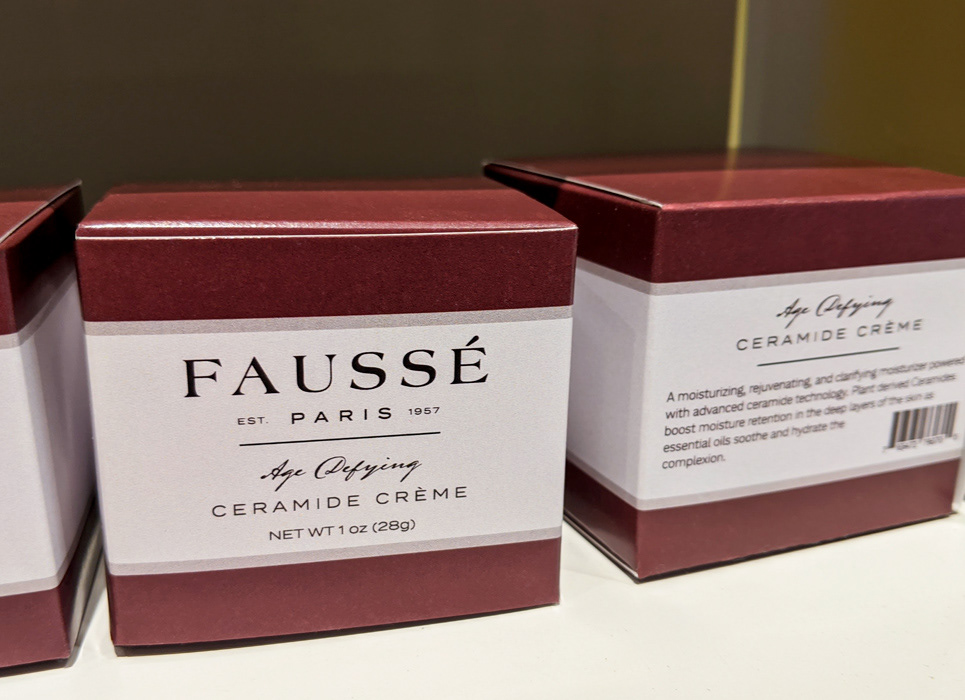 FAUSSÉ
EST. PARIS 1957
Age Defying
CERAMIDE CRÈME
NET WT 1 oz (28g)
Age Defying
CERAMIDE CRÈME
A moisturizing, rejuvenating, and clarifying moisturizer powered
with advanced ceramide technology. Plant derived Ceramides
boost moisture retention in the deep layers of the skin as
essential oils soothe and hydrate the
complexion.